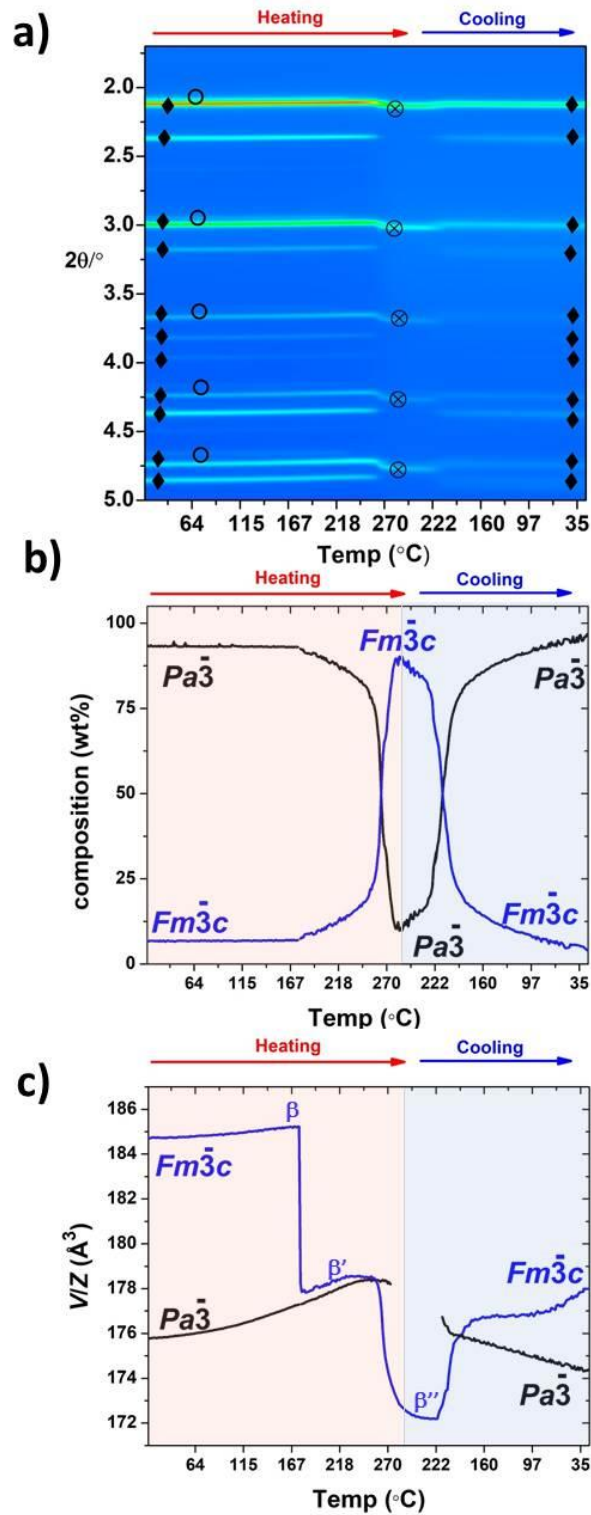 a)
Heating Cooling
2.0
2.5
3.0
2θ/°
3.5
4.0
4.5
5.0
64 115 167 218 270 222 160 97 35
Temp (°C)
b)
Heating Cooling
100
Fm3̄c
Pa3̄ Pa3̄
75
composition (wt%)
50
25
Fm3̄c Pa3̄ Fm3̄c
0
64 115 167 218 270 222 160 97 35
Temp (°C)
c)
Heating Cooling
186
β
Fm3̄c
184
182
V/Z (Å³)
180
β' Fm3̄c
178
Pa3̄
176
174
β'' Pa3̄
172
64 115 167 218 270 222 160 97 35
Temp (°C)